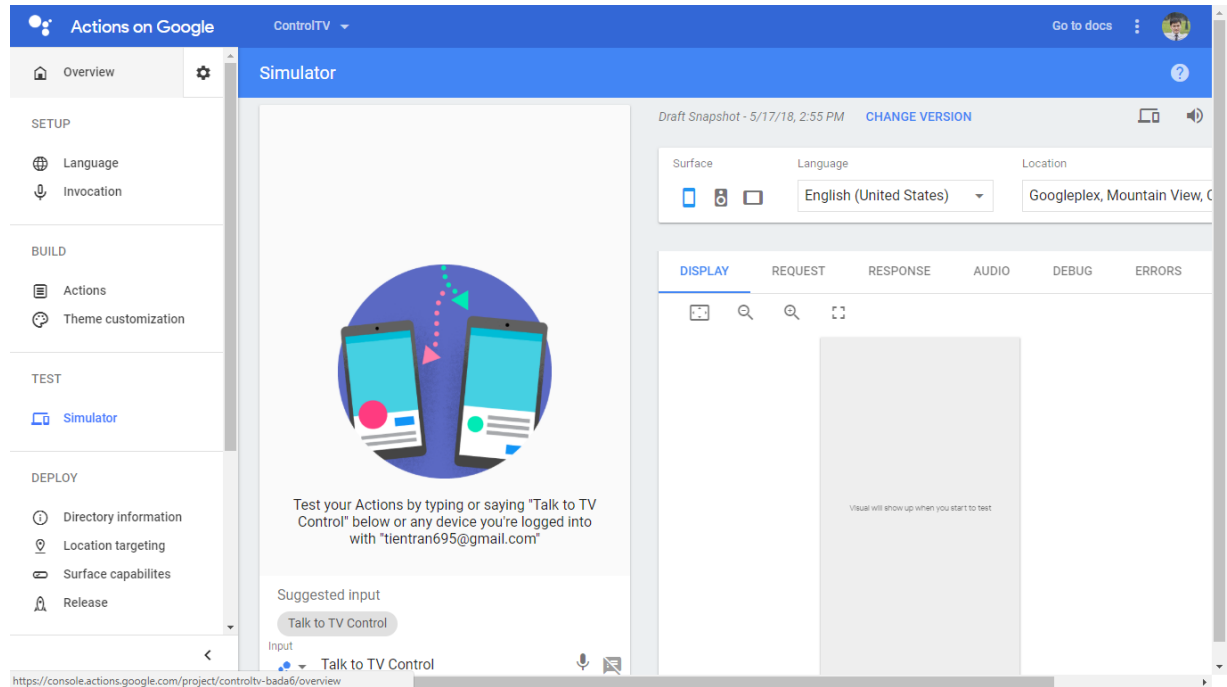 Actions on Google
ControlTV
Go to docs
Overview
Simulator
SETUP
Language
Invocation
BUILD
Actions
Theme customization
TEST
Simulator
DEPLOY
Directory information
Location targeting
Surface capabilites
Release
Test your Actions by typing or saying "Talk to TV
Control" below or any device you're logged into
with "tientran695@gmail.com"
Suggested input
Talk to TV Control
Input
Talk to TV Control
Draft Snapshot - 5/17/18, 2:55 PM CHANGE VERSION
Surface Language Location
English (United States) Googleplex, Mountain View, C
DISPLAY REQUEST RESPONSE AUDIO DEBUG ERRORS
Visual will show up when you start to test
https://console.actions.google.com/project/controltv-bada6/overview